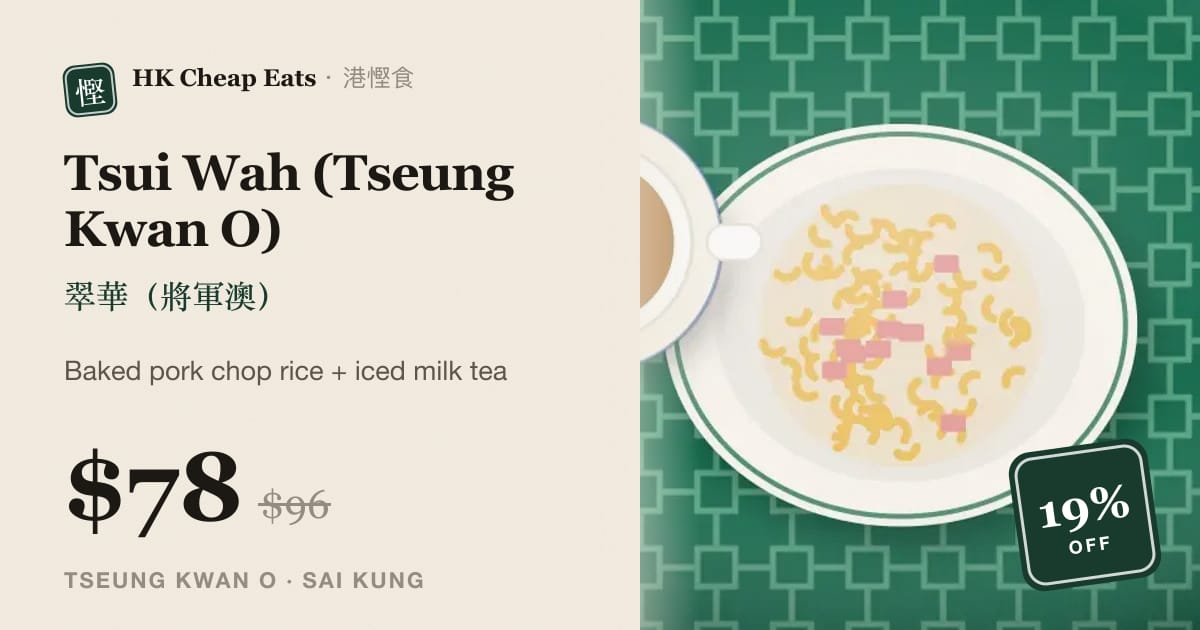 慳
HK Cheap Eats · 港慳食
Tsui Wah (Tseung
Kwan O)
翠華（將軍澳）
Baked pork chop rice + iced milk tea
$78 $96
TSEUNG KWAN O · SAI KUNG
19%
OFF